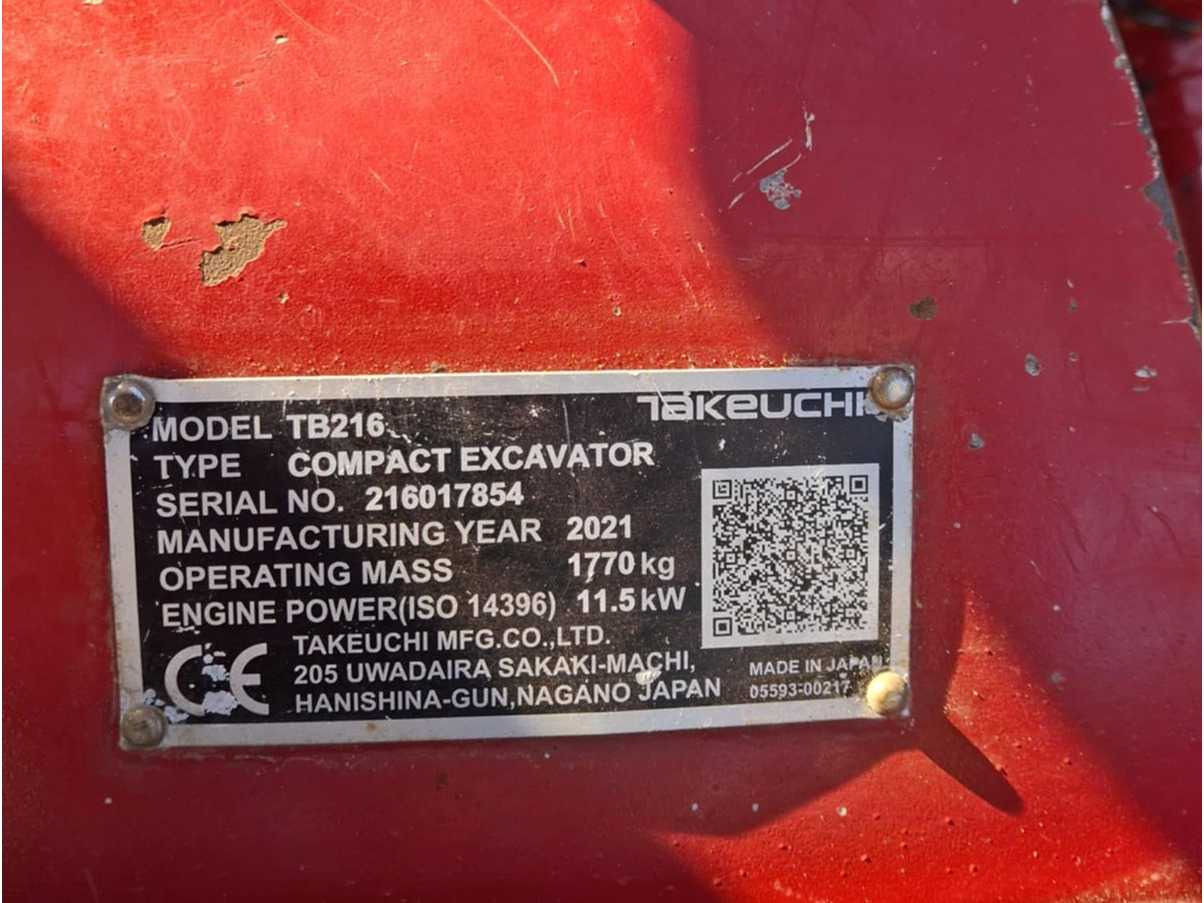 TAKEUCHI
MODEL TB216
TYPE COMPACT EXCAVATOR
SERIAL NO. 216017854
MANUFACTURING YEAR 2021
OPERATING MASS 1770 kg
ENGINE POWER(ISO 14396) 11.5 kW
CE
TAKEUCHI MFG.CO.,LTD.
205 UWADAIRA SAKAKI-MACHI,
HANISHINA-GUN,NAGANO JAPAN
MADE IN JAPAN
05593-00217